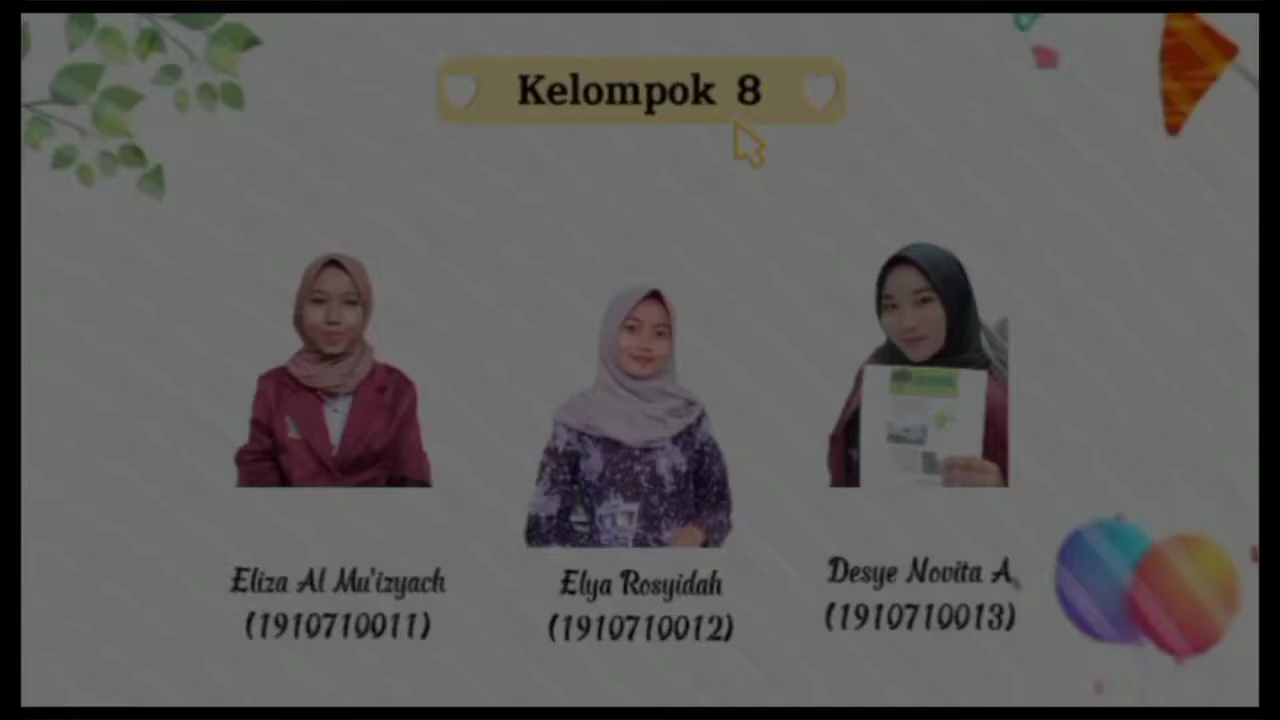 Kelompok 8
Eliza Al Mu'izyach
(1910710011)
Elya Rosyidah
(1910710012)
Desye Novita A,
(1910710013)